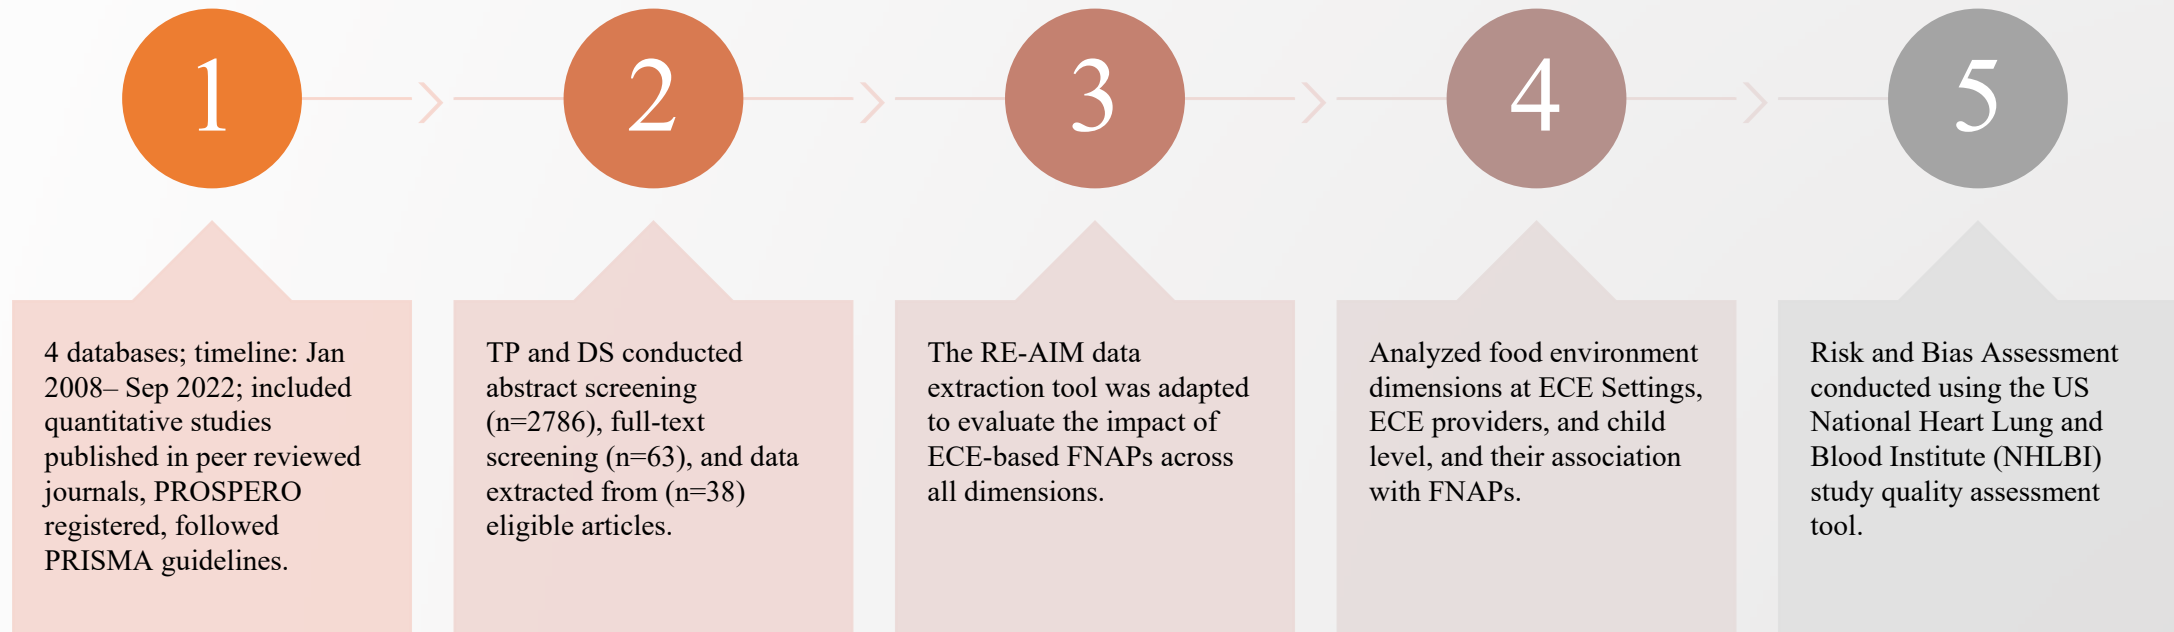 1
2
3
4
5
4 databases; timeline: Jan
2008– Sep 2022; included
quantitative studies
published in peer reviewed
journals, PROSPERO
registered, followed
PRISMA guidelines.
TP and DS conducted
abstract screening
(n=2786), full-text
screening (n=63), and data
extracted from (n=38)
eligible articles.
The RE-AIM data
extraction tool was adapted
to evaluate the impact of
ECE-based FNAPs across
all dimensions.
Analyzed food environment
dimensions at ECE Settings,
ECE providers, and child
level, and their association
with FNAPs.
Risk and Bias Assessment
conducted using the US
National Heart Lung and
Blood Institute (NHLBI)
study quality assessment
tool.